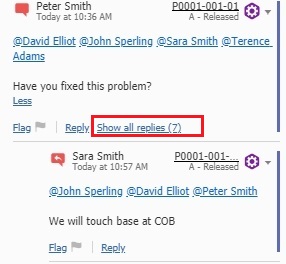 Peter Smith P0001-001-01
Today at 10:36 AM A - Released
@David Elliot @John Sperling @Sara Smith @Terence
Adams
Have you fixed this problem?
Less
Flag Reply Show all replies (7)
Sara Smith P0001-001-...
Today at 10:57 AM A - Released
@John Sperling @David Elliot @Peter Smith
We will touch base at COB
Flag Reply